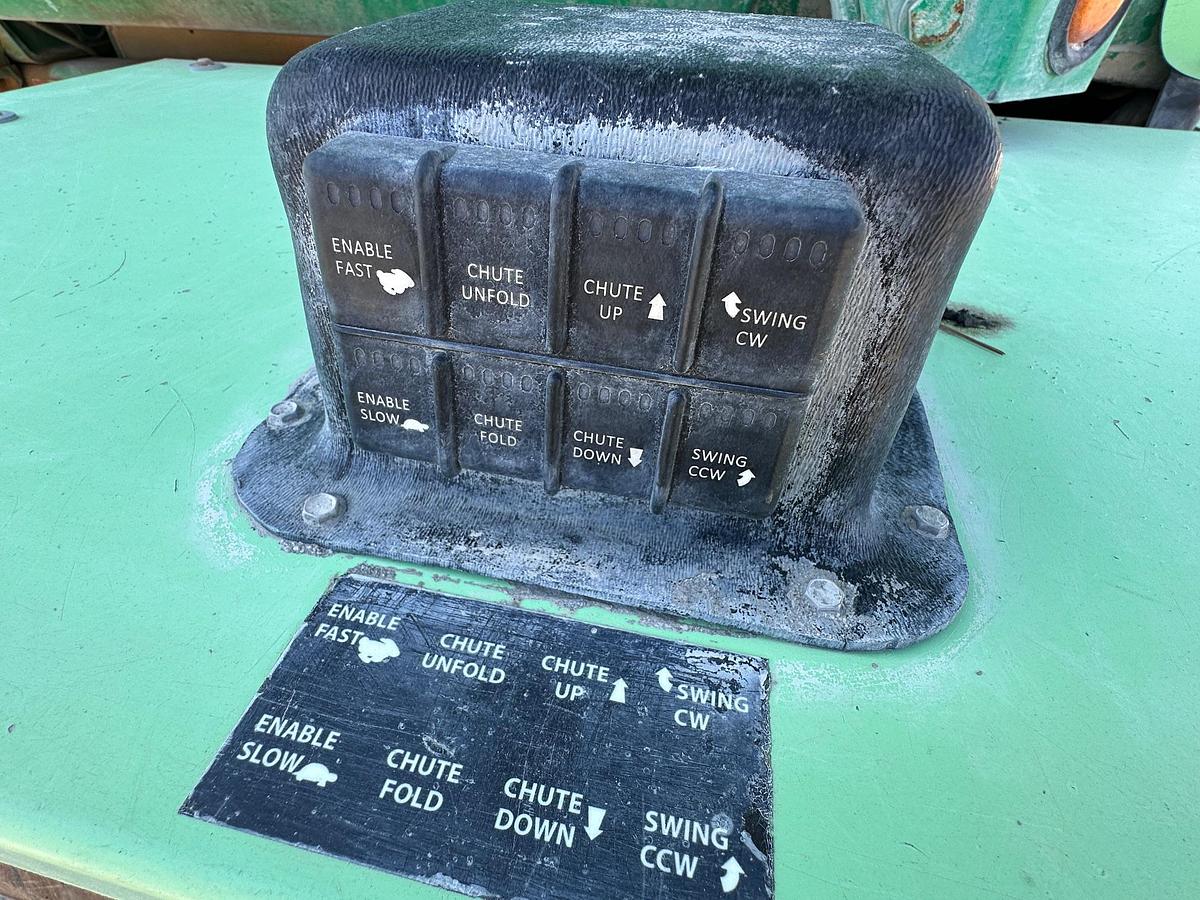 ENABLE
FAST
CHUTE
UNFOLD
CHUTE
UP
SWING
CW
ENABLE
SLOW
CHUTE
FOLD
CHUTE
DOWN
SWING
CCW
ENABLE
FAST
CHUTE
UNFOLD
CHUTE
UP
SWING
CW
ENABLE
SLOW
CHUTE
FOLD
CHUTE
DOWN
SWING
CCW